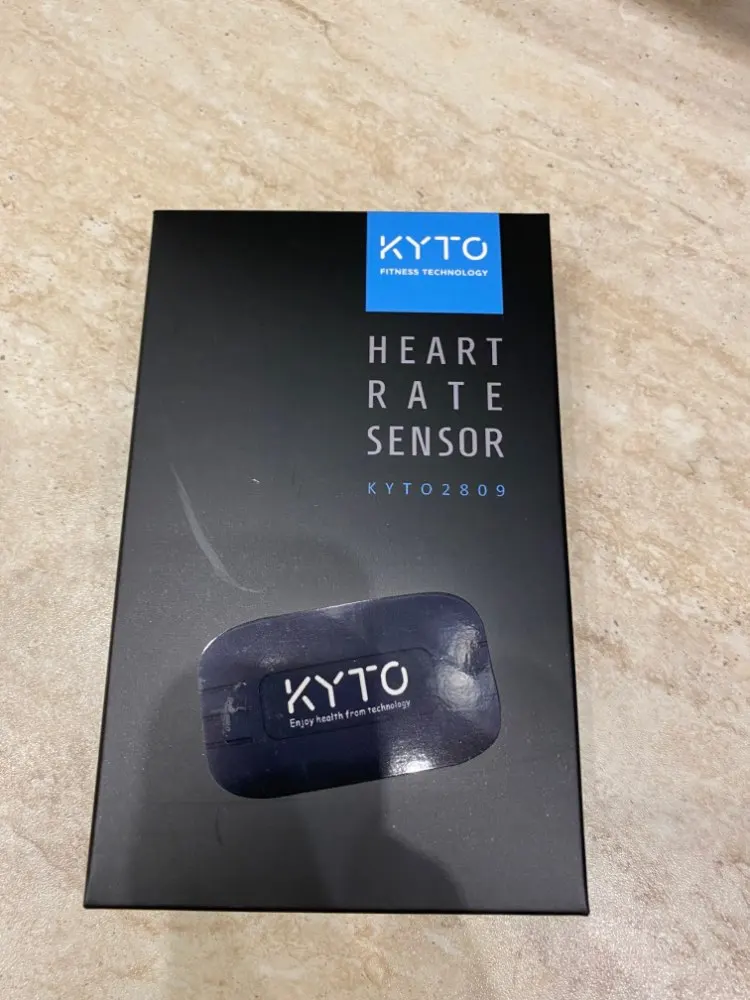 KYTO
FITNESS TECHNOLOGY
HEART
RATE
SENSOR
KYTO2809
KYTO
Enjoy health from technology